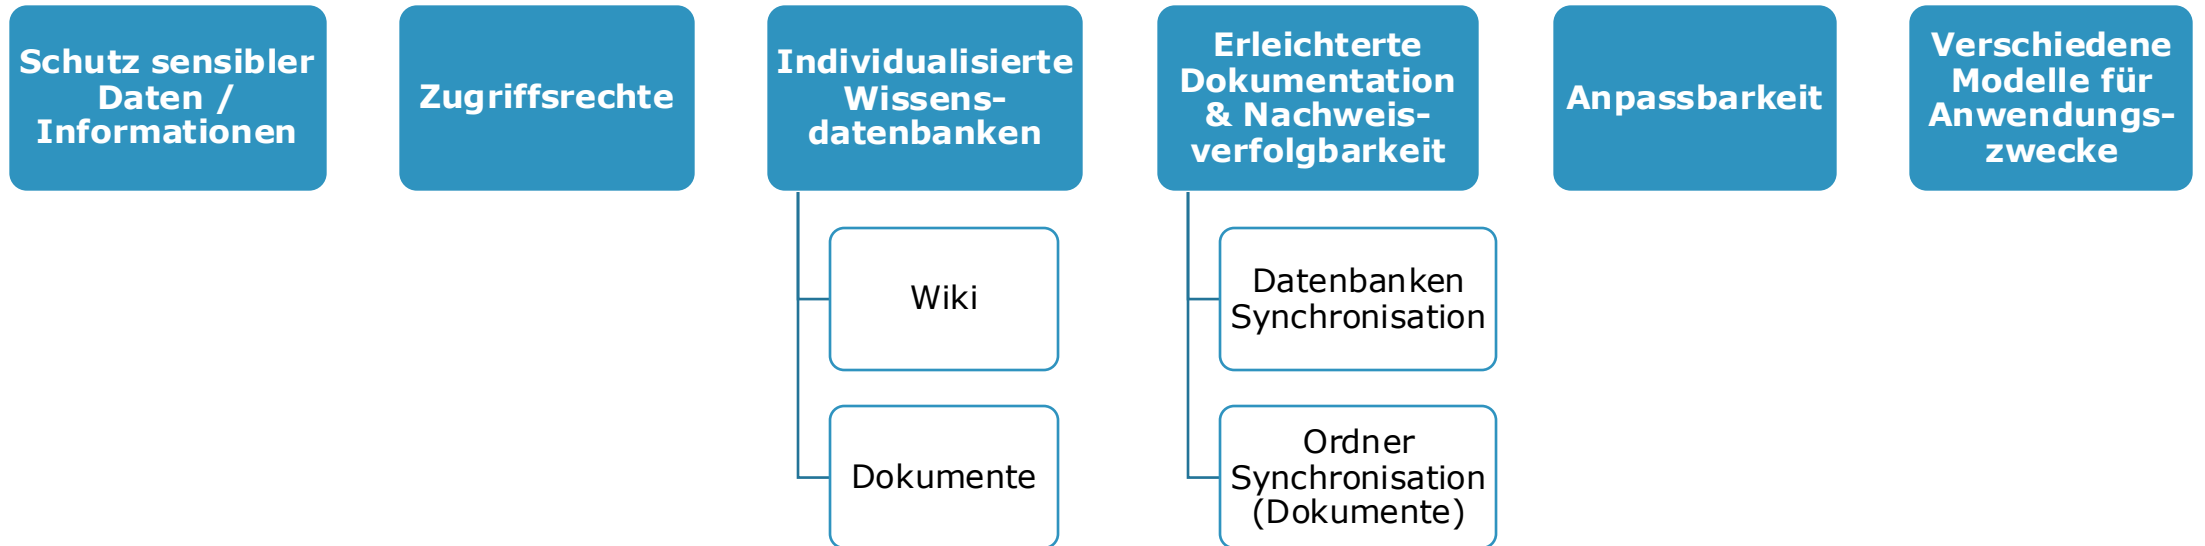 Schutz sensibler
Daten /
Informationen
Zugriffsrechte
Individualisierte
Wissens-
datenbanken
Wiki
Dokumente
Erleichterte
Dokumentation
& Nachweis-
verfolgbarkeit
Datenbanken
Synchronisation
Ordner
Synchronisation
(Dokumente)
Anpassbarkeit
Verschiedene
Modelle für
Anwendungs-
zwecke